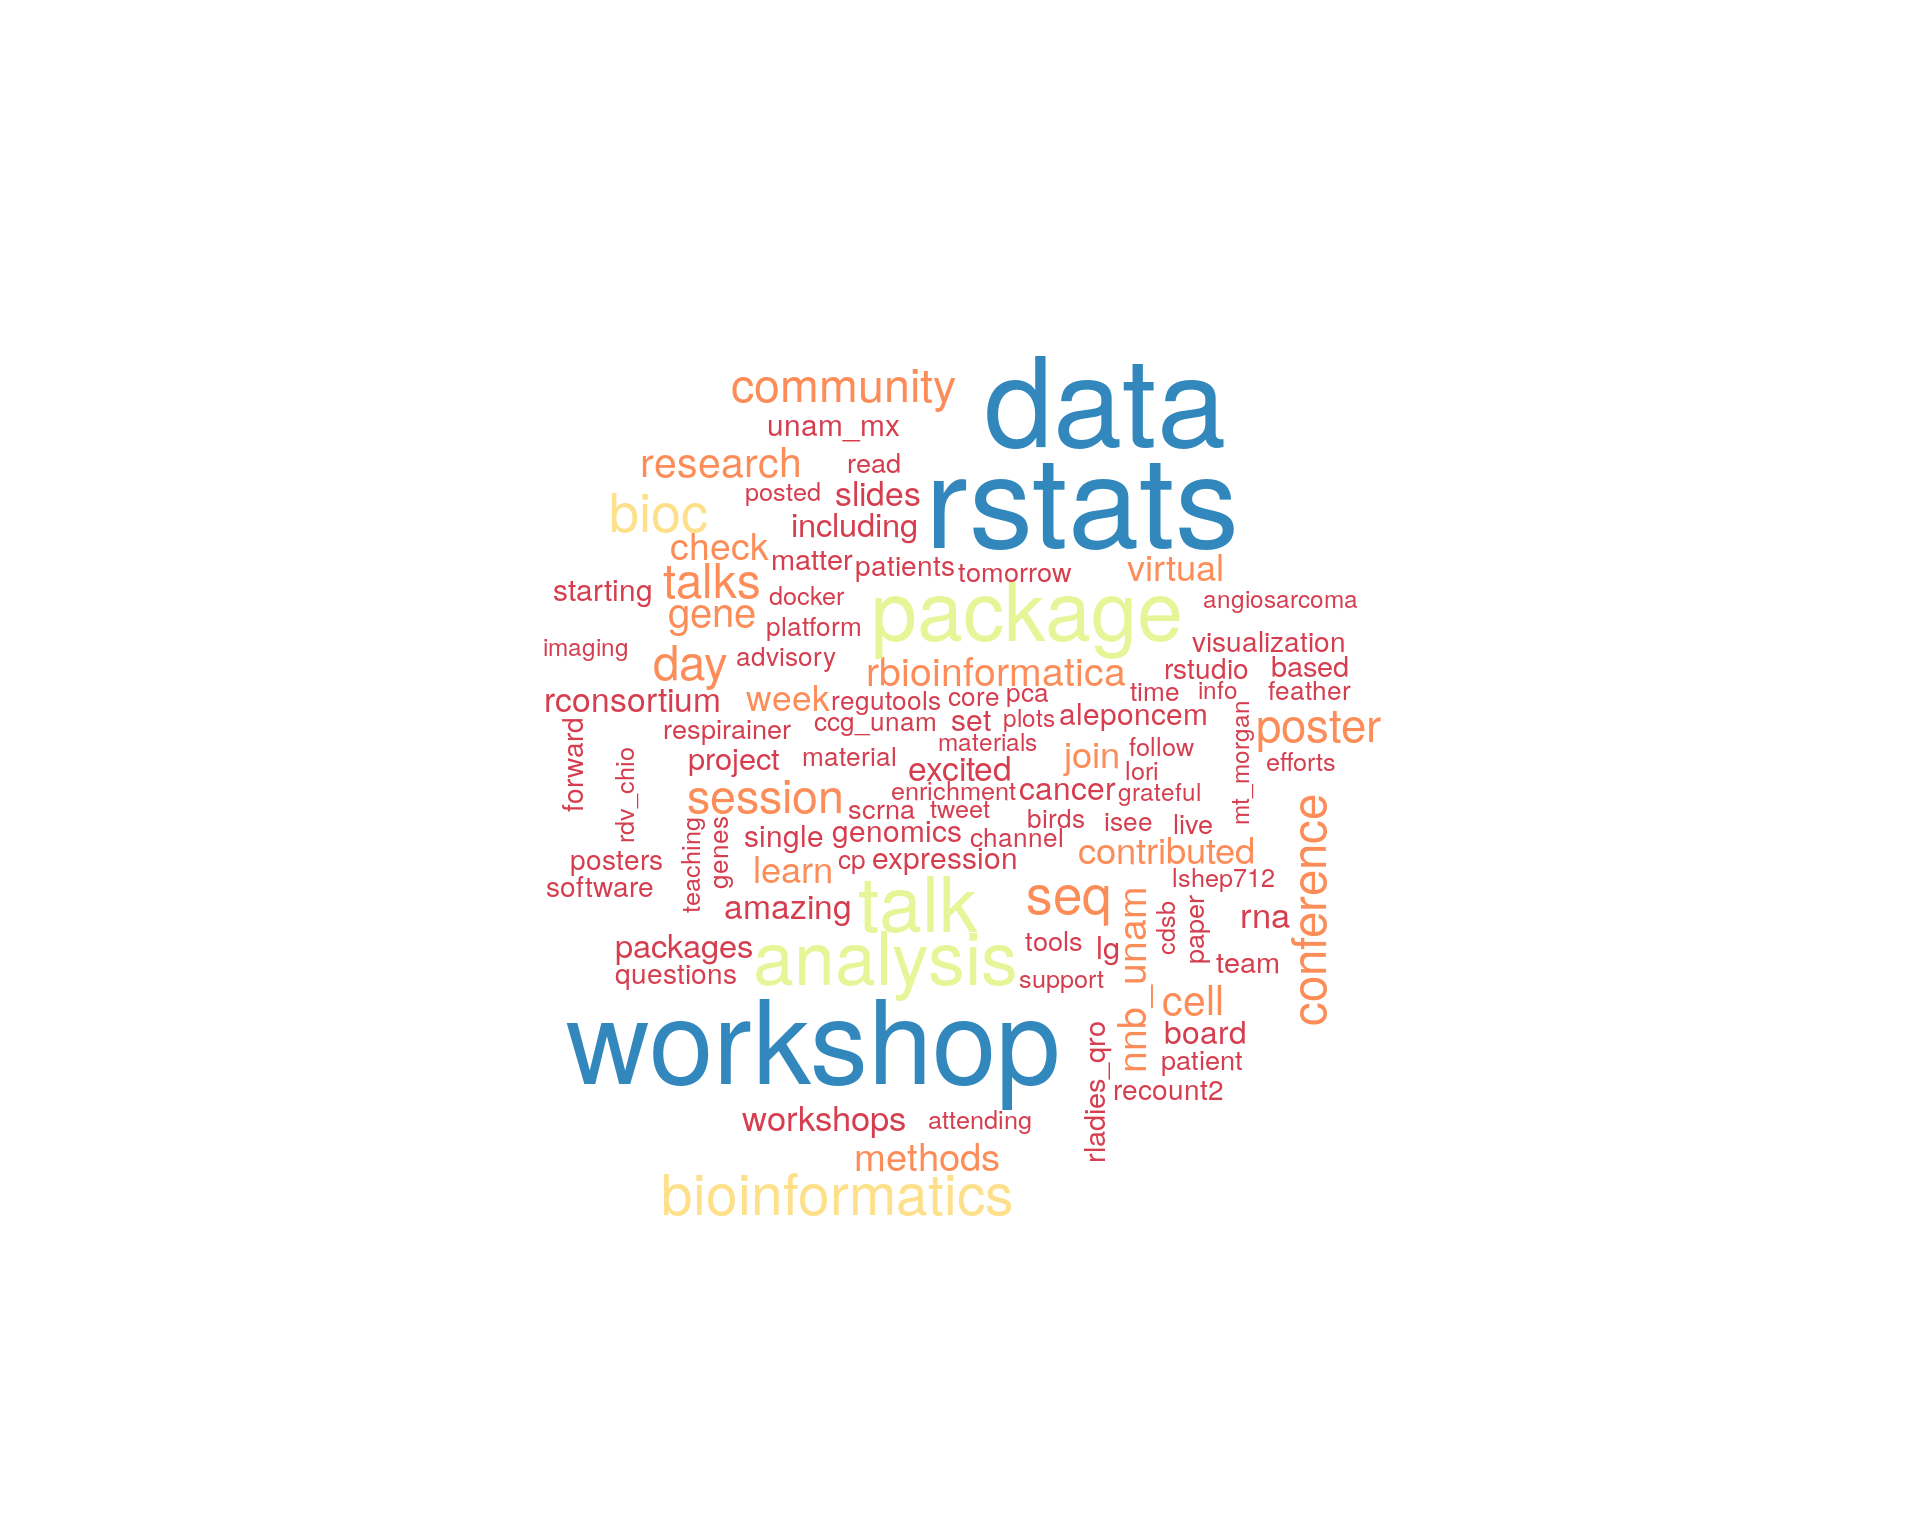 community
data
unam_mx
research
read
rstats
posted
slides
bioc
including
check
matter
patients
tomorrow
virtual
starting
talks
docker
package
angiosarcoma
gene
platform
imaging
day
advisory
visualization
rbioinformatica
rstudio
based
rconsortium
week
regutools
core
pca
time
info
feather
forward
respirainer
ccg_unam
set
plots
aleponcem
mt_morgan
poster
project
material
materials
excited
join
follow
lori
efforts
rdv_chio
session
enrichment
cancer
grateful
scrna
tweet
birds
isee
live
conference
teaching
genes
single
genomics
channel
contributed
posters
learn
cp
expression
software
lshep712
amazing
talk
seq
nnb_unam
cdsb
paper
rna
packages
analysis
tools
lg
team
questions
support
cell
workshop
rladies_qro
board
patient
recount2
workshops
attending
methods
bioinformatics